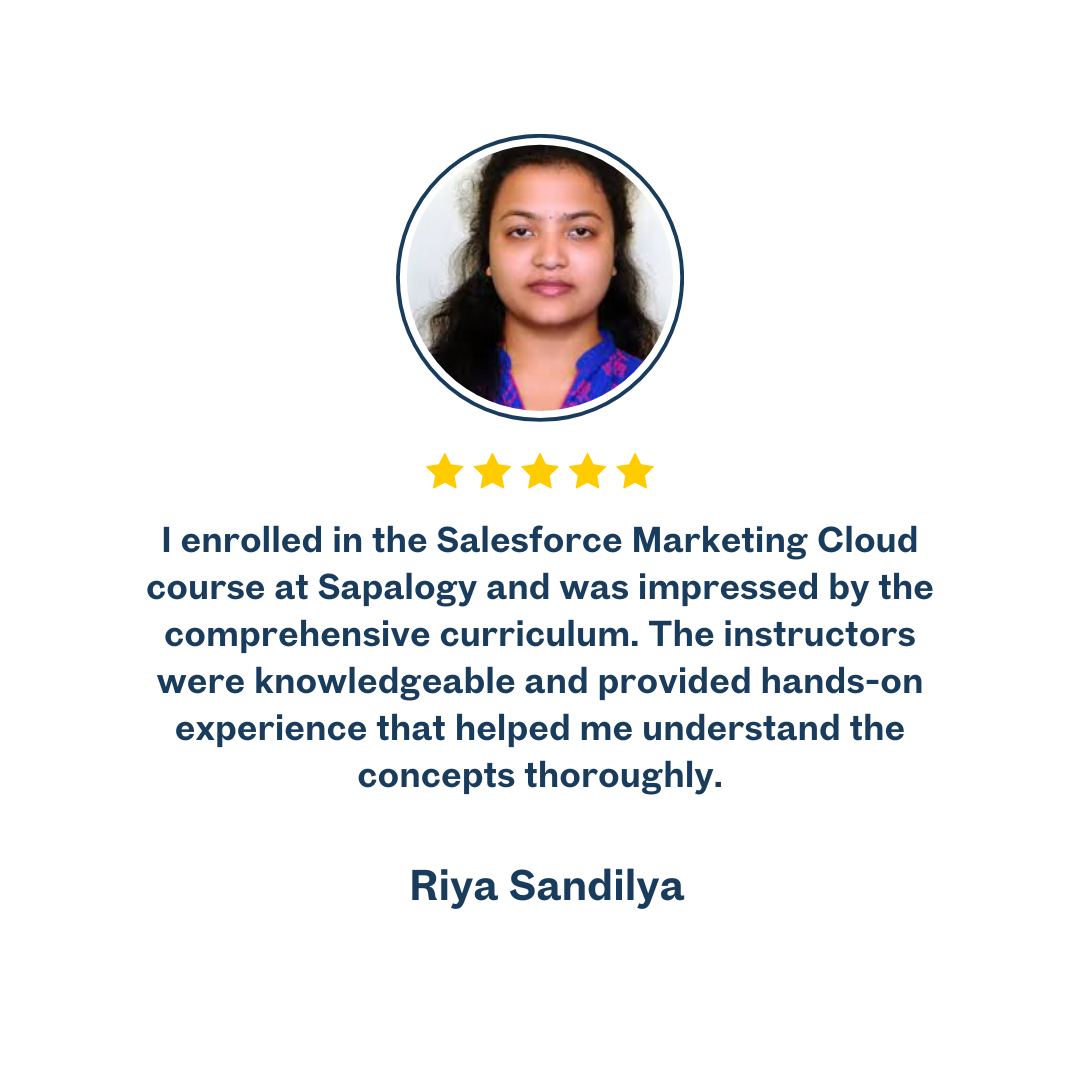 I enrolled in the Salesforce Marketing Cloud
course at Sapalogy and was impressed by the
comprehensive curriculum. The instructors
were knowledgeable and provided hands-on
experience that helped me understand the
concepts thoroughly.
Riya Sandilya